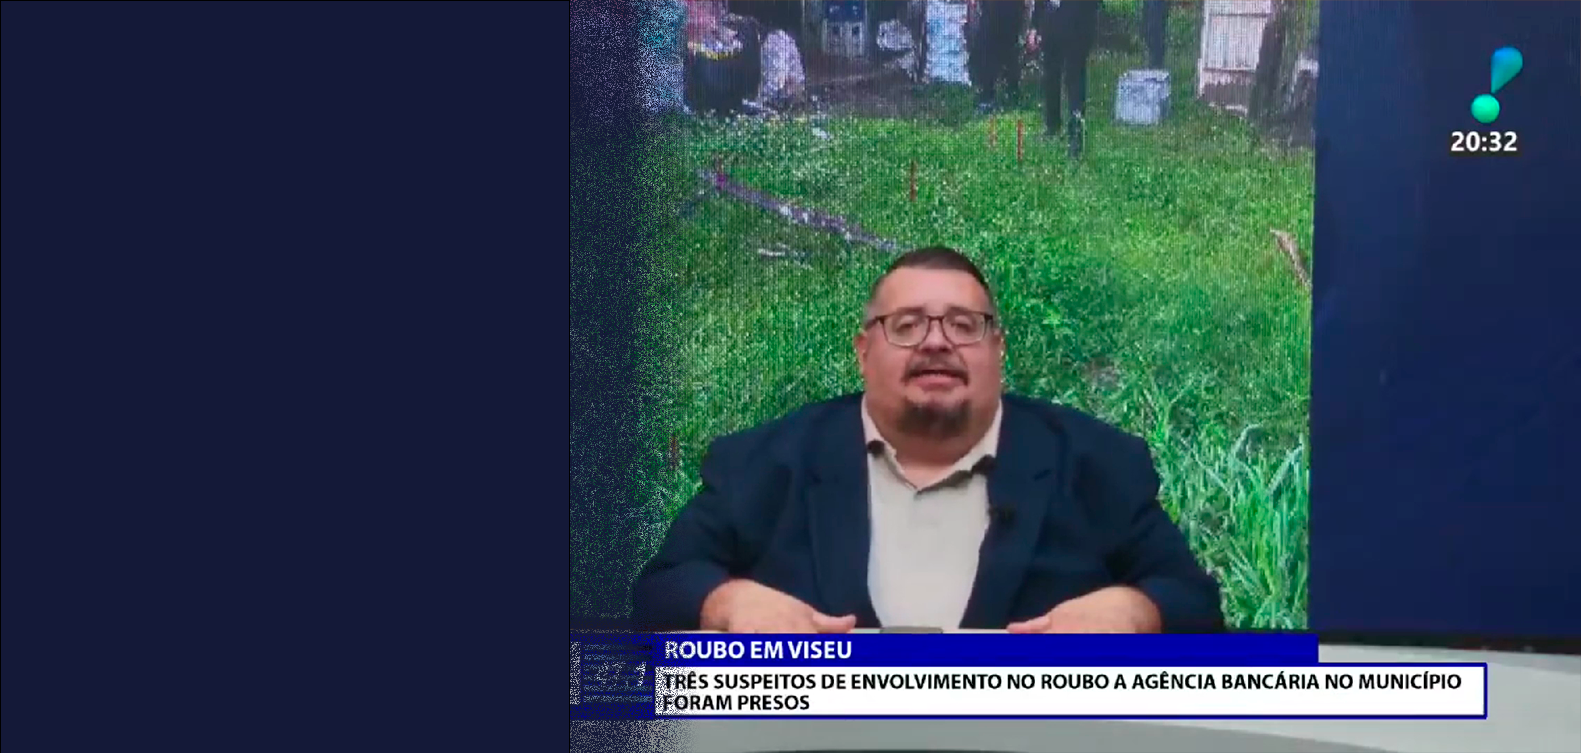 20:32
ROUBO EM VISEU
TRÊS SUSPEITOS DE ENVOLVIMENTO NO ROUBO A AGÊNCIA BANCÁRIA NO MUNICÍPIO
FORAM PRESOS